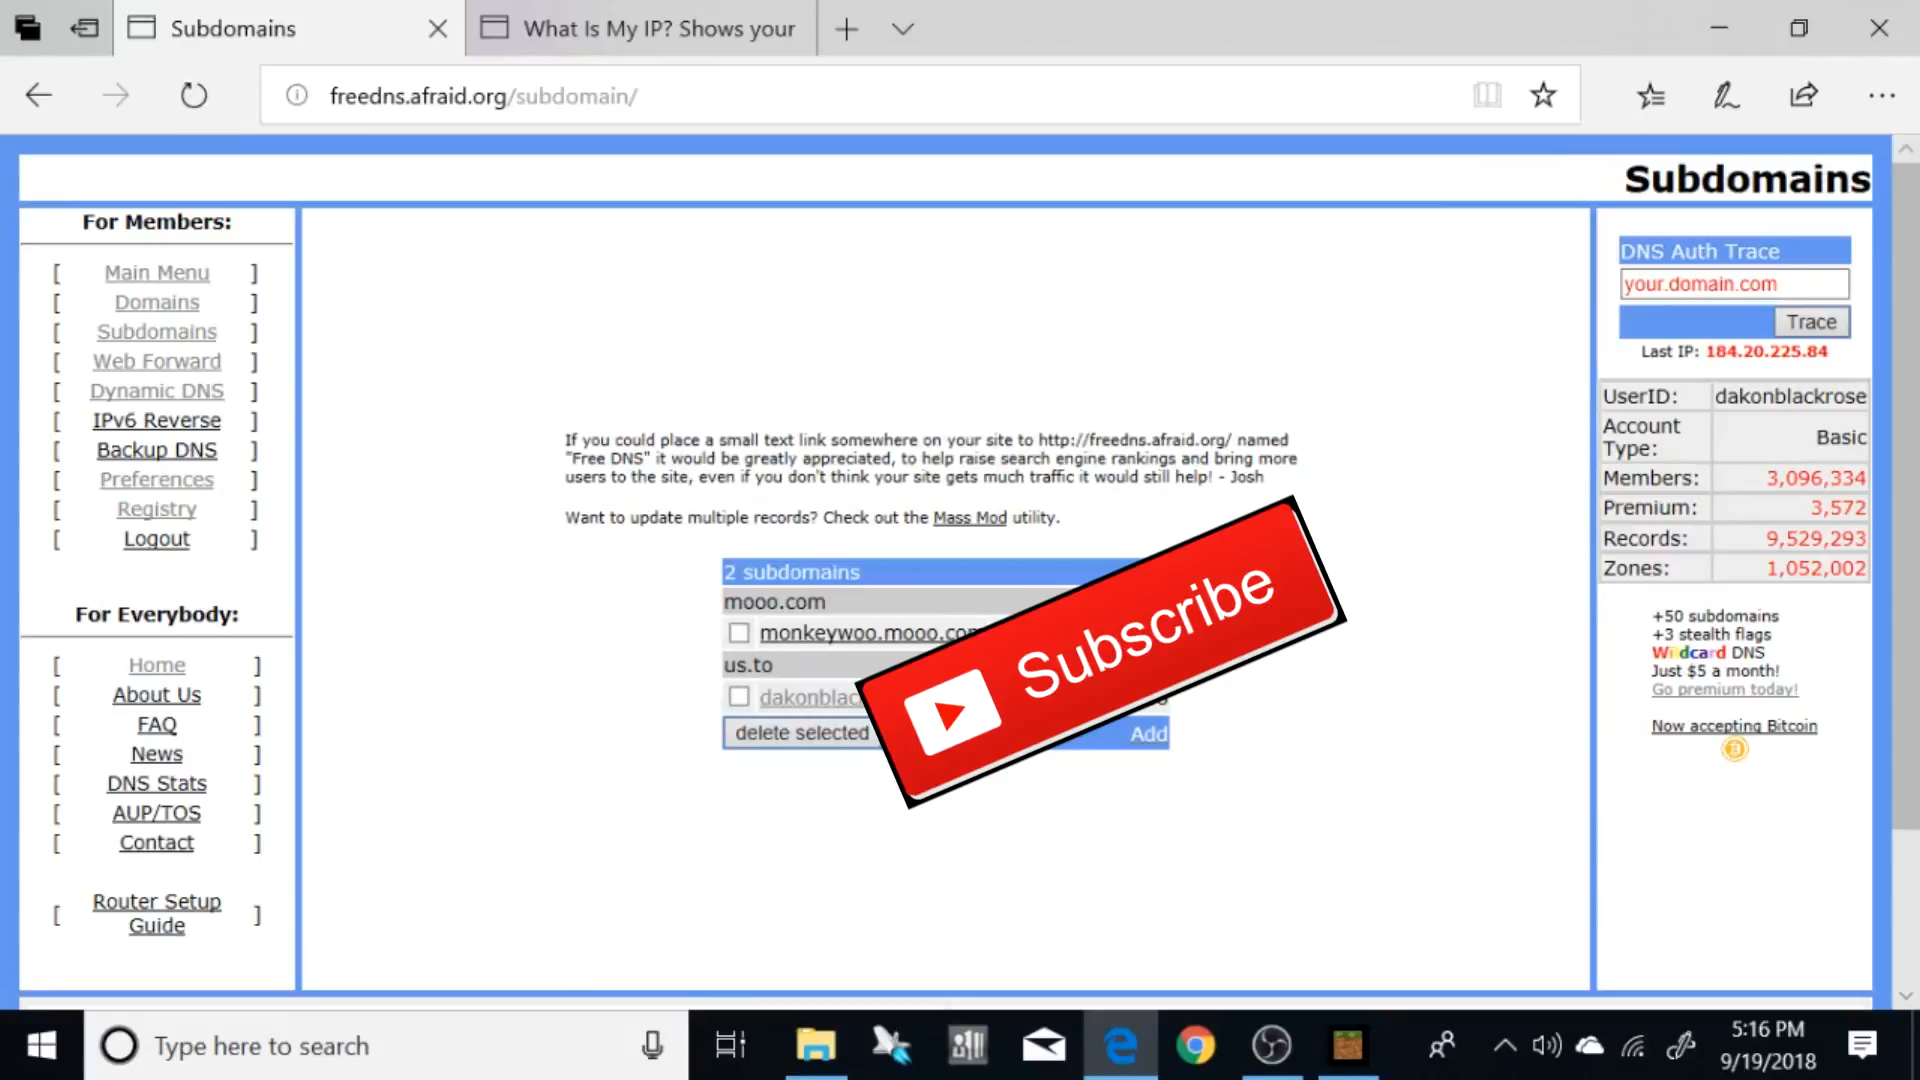 Subdomains
What Is My IP? Shows your
freedns.afraid.org/subdomain/
Subdomains
For Members:
[ Main Menu ]
[ Domains ]
[ Subdomains ]
[ Web Forward ]
[ Dynamic DNS ]
[ IPv6 Reverse ]
[ Backup DNS ]
[ Preferences ]
[ Registry ]
[ Logout ]
For Everybody:
[ Home ]
[ About Us ]
[ FAQ ]
[ News ]
[ DNS Stats ]
[ AUP/TOS ]
[ Contact ]
[ Router Setup
Guide ]
If you could place a small text link somewhere on your site to http://freedns.afraid.org/ named
"Free DNS" it would be greatly appreciated, to help raise search engine rankings and bring more
users to the site, even if you don't think your site gets much traffic it would still help! - Josh
Want to update multiple records? Check out the Mass Mod utility.
2 subdomains
mooo.com
monkeywoo.mooo.com
us.to
delete selected
Add
Subscribe
DNS Auth Trace
your.domain.com
Trace
Last IP: 184.20.225.84
UserID: dakonblackrose
Account
Type: Basic
Members: 3,096,334
Premium: 3,572
Records: 9,529,293
Zones: 1,052,002
+50 subdomains
+3 stealth flags
Wildcard DNS
Just $5 a month!
Go premium today!
Now accepting Bitcoin
Type here to search
5:16 PM
9/19/2018